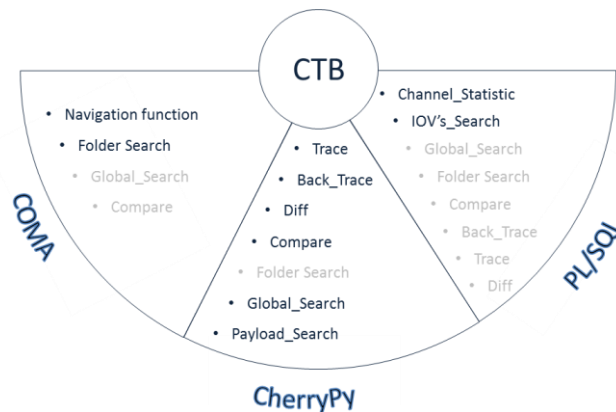 CTB
• Navigation function
• Folder Search
• Global_Search
• Compare
COMA
• Trace
• Back_Trace
• Diff
• Compare
• Folder Search
• Global_Search
• Payload_Search
CherryPy
• Channel_Statistic
• IOV's_Search
• Global_Search
• Folder Search
• Compare
• Back_Trace
• Trace
• Diff
PL/SQL